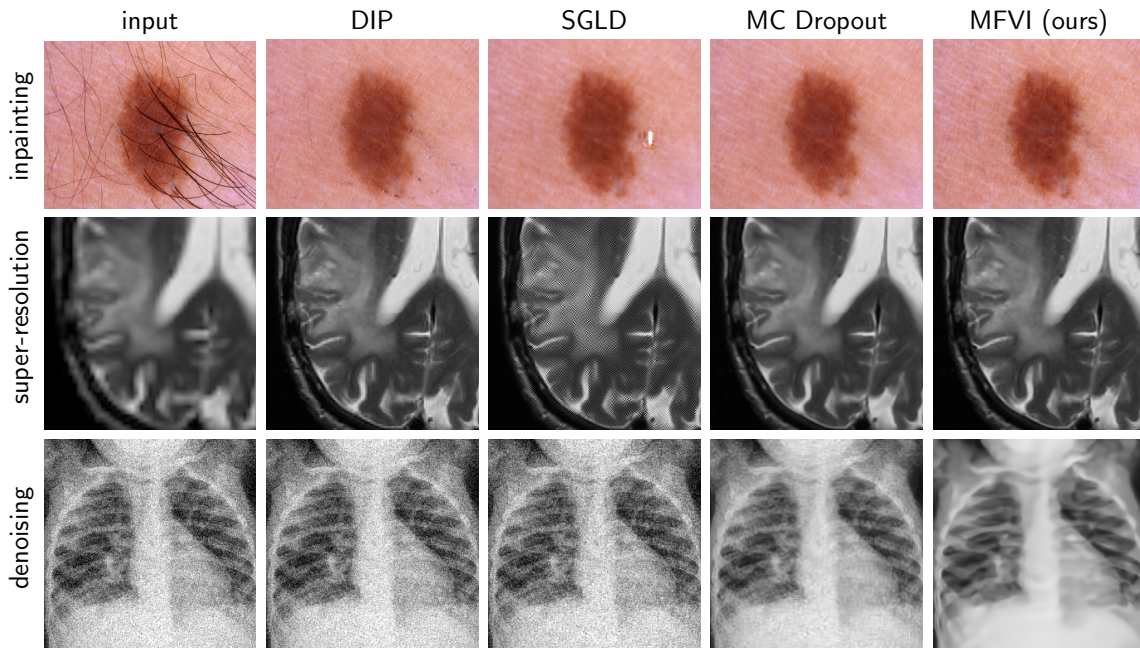 input DIP SGLD MC Dropout MFVI (ours)
inpainting
super-resolution
denoising